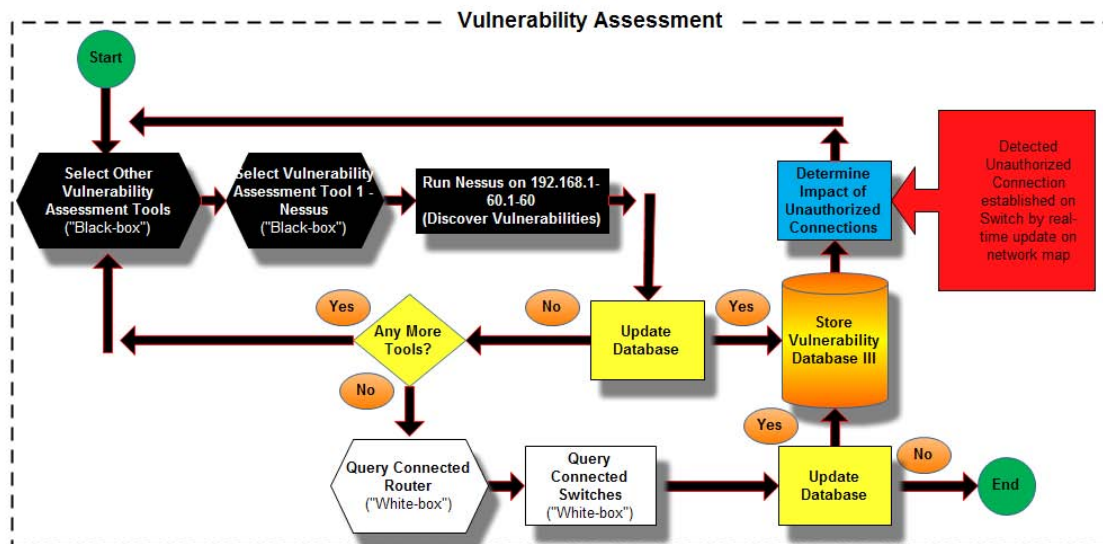 Vulnerability Assessment
Start
Select Other
Vulnerability
Assessment Tools
("Black-box")
Select Vulnerability
Assessment Tool 1 -
Nessus
("Black-box")
Run Nessus on 192.168.1-
60.1-60
(Discover Vulnerabilities)
Determine
Impact of
Unauthorized
Connections
Detected
Unauthorized
Connection
established on
Switch by real-
time update on
network map
Yes
Any More
Tools?
No
Update
Database
Yes
Store
Vulnerability
Database III
No
Query Connected
Router
("White-box")
Query
Connected
Switches
("White-box")
Yes
Update
Database
No
End